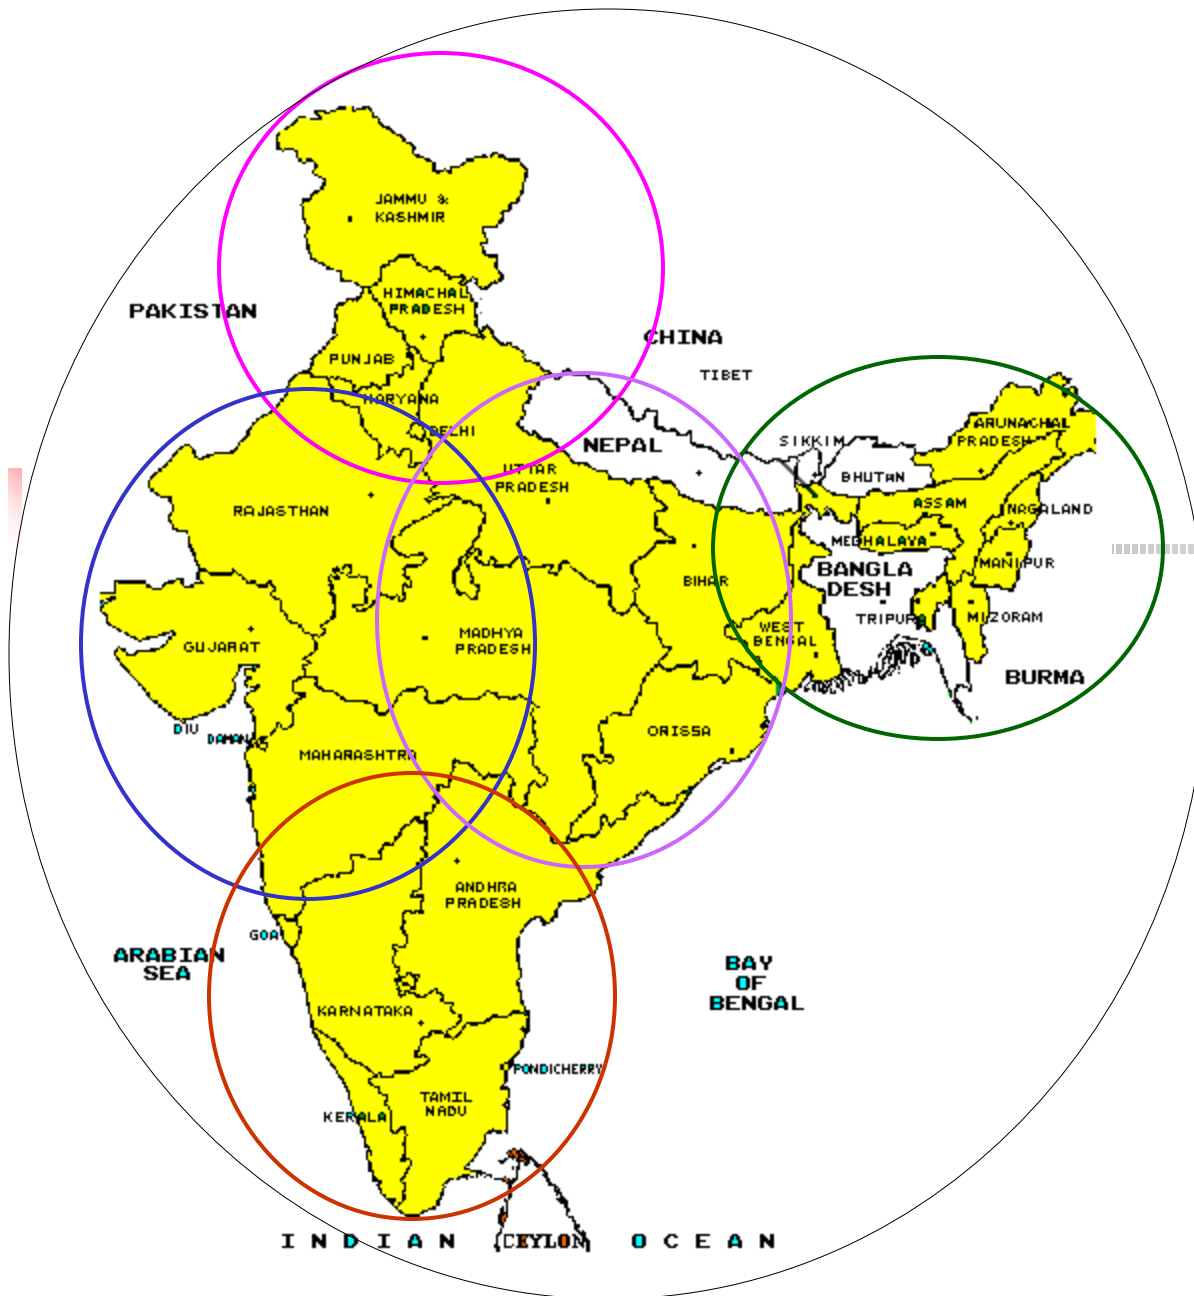 JAMMU &
KASHMIR
HIMACHAL
PRADESH
PAKISTAN
CHINA
PUNJAB
TIBET
HARYANA
DELHI
NEPAL
SIKKIM
ARUNACHAL
PRADESH
UTTAR
PRADESH
BHUTAN
RAJASTHAN
ASSAM
NAGALAND
MEGHALAYA
MANIPUR
BANGLA
DESH
BIHAR
TRIPURA
MIZORAM
WEST
BENGAL
GUJARAT
MADHYA
PRADESH
BURMA
DIU
DAMAN
ORISSA
MAHARASHTRA
ANDHRA
PRADESH
GOA
ARABIAN
SEA
BAY
OF
BENGAL
KARNATAKA
PONDICHERRY
TAMIL
NADU
KERALA
INDIAN
(CEYLON)
OCEAN